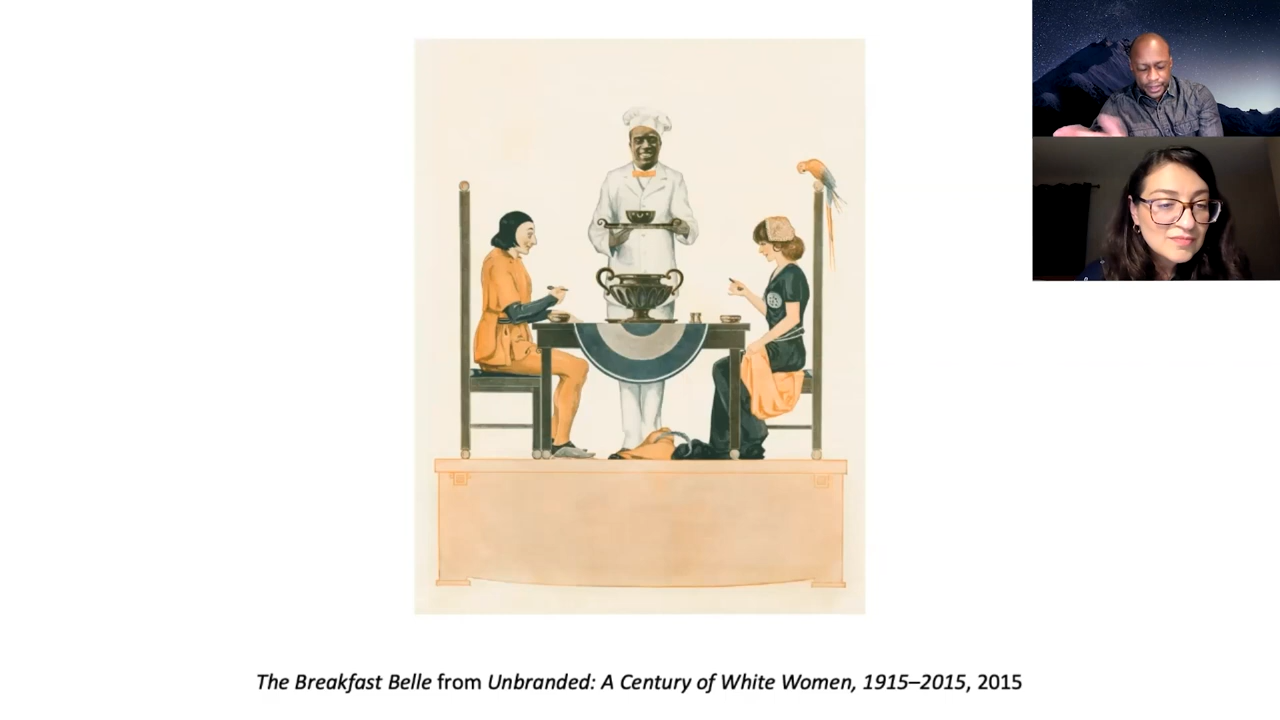 The Breakfast Belle from Unbranded: A Century of White Women, 1915–2015, 2015